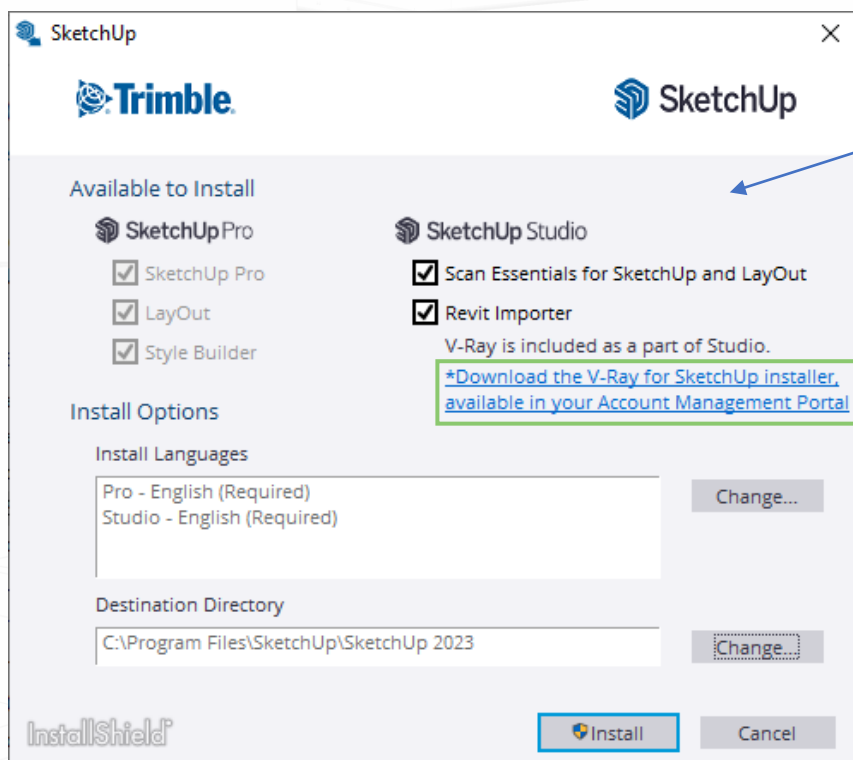 SketchUp
Trimble.
SketchUp
Available to Install
SketchUp Pro
SketchUp Pro
LayOut
Style Builder
SketchUp Studio
Scan Essentials for SketchUp and LayOut
Revit Importer
V-Ray is included as a part of Studio.
*Download the V-Ray for SketchUp installer,
available in your Account Management Portal
Install Options
Install Languages
Pro - English (Required)
Studio - English (Required)
Change...
Destination Directory
C:\Program Files\SketchUp\SketchUp 2023
Change...
InstallShield
Install
Cancel